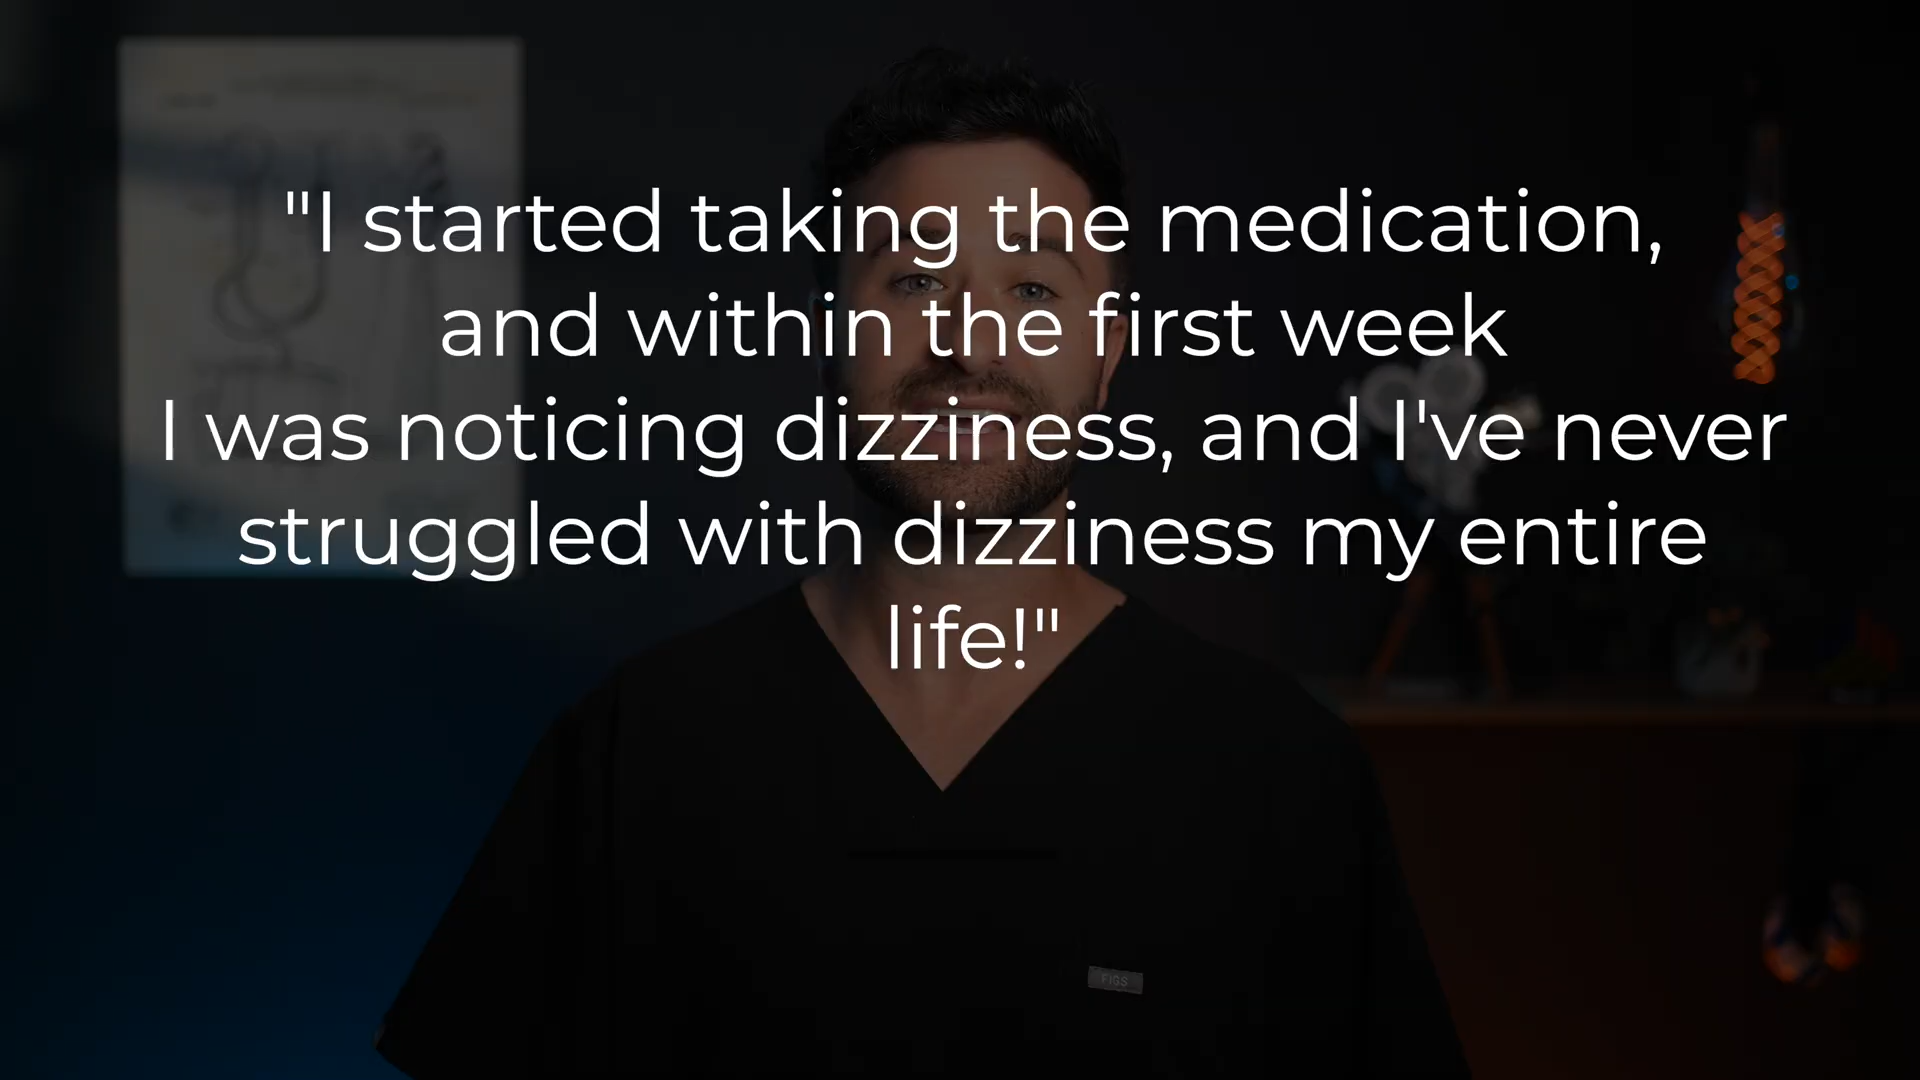 "I started taking the medication,
and within the first week
I was noticing dizziness, and I've never
struggled with dizziness my entire
life!"
FIGS